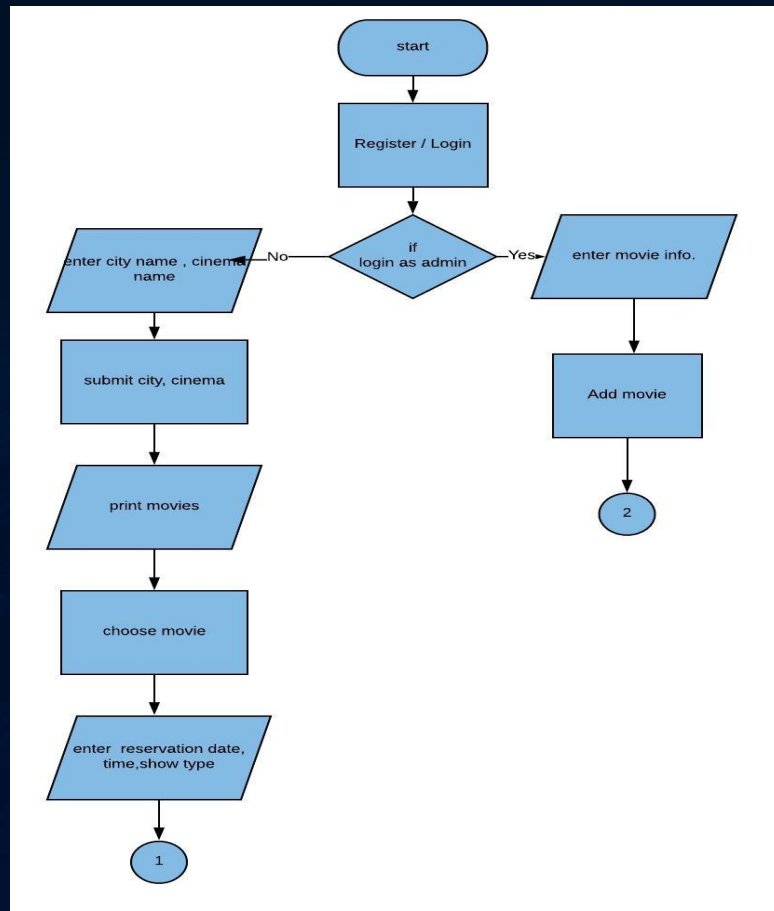 start
Register / Login
if
login as admin
No
Yes
enter city name , cinema
name
enter movie info.
submit city, cinema
Add movie
print movies
2
choose movie
enter reservation date,
time,show type
1